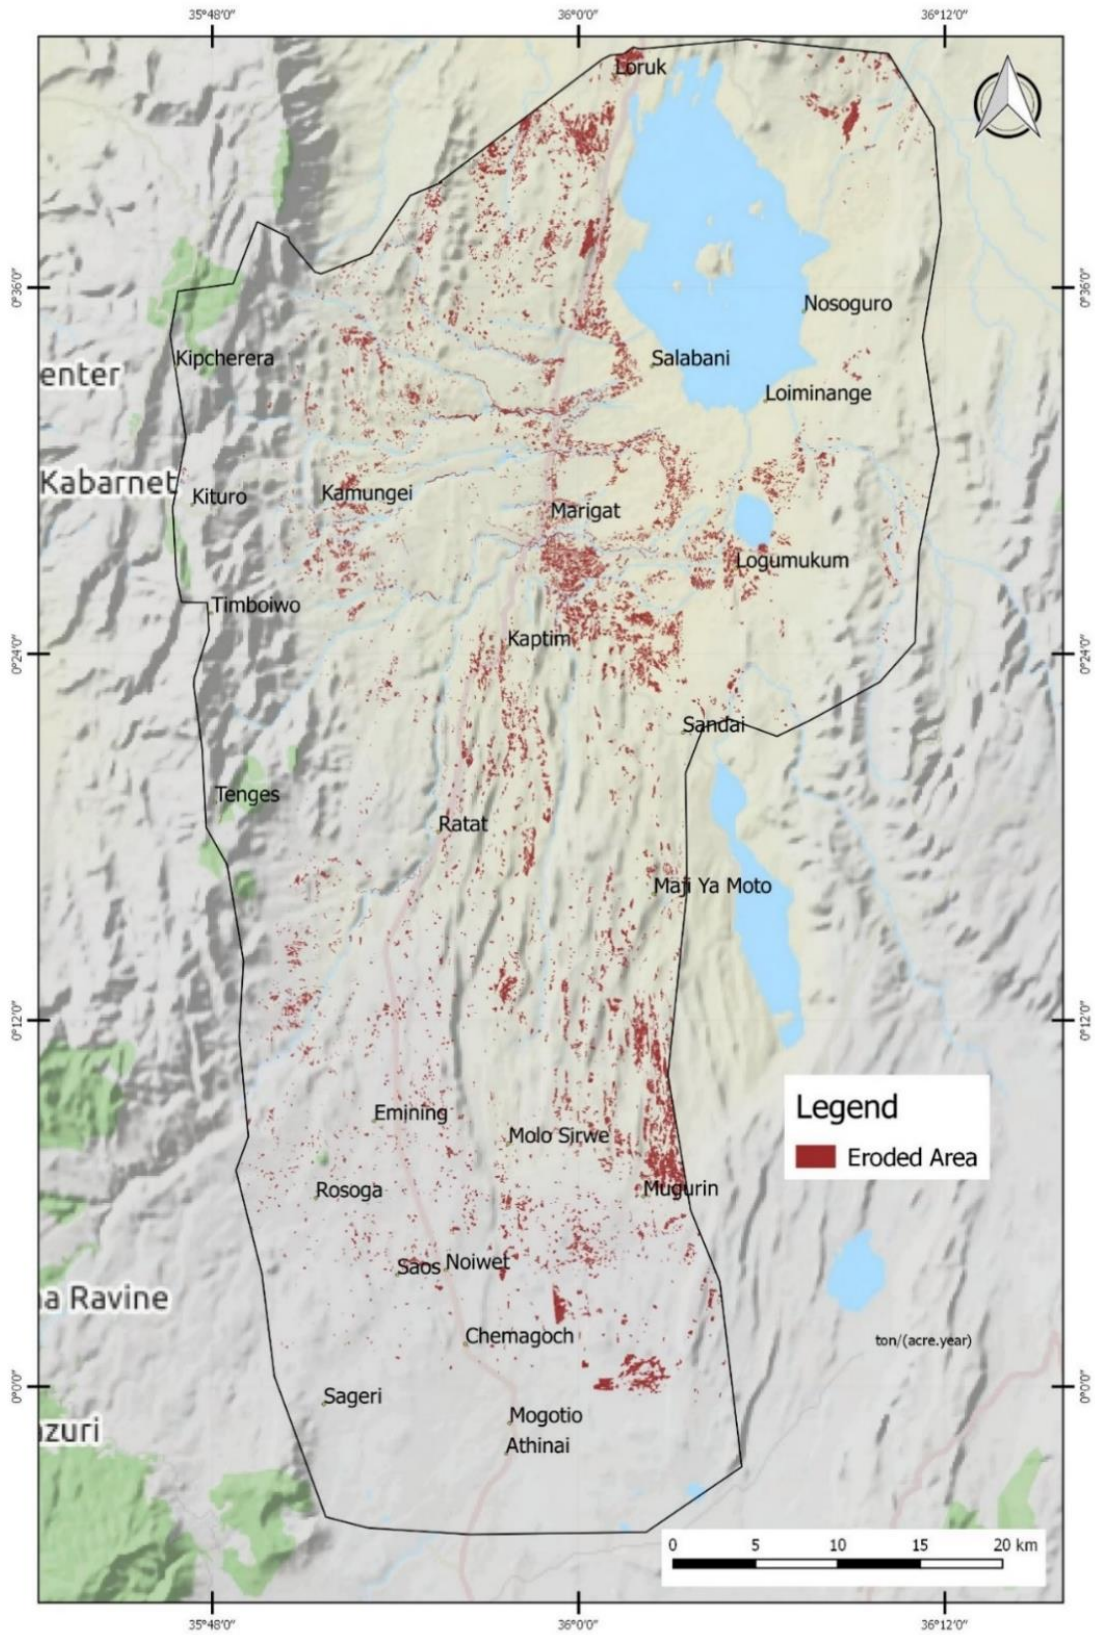 35°48'0"
36°0'0"
36°12'0"
Loruk
0°36'0"
0°36'0"
Nosoguro
Kipcherera
Salabani
enter
Loiminange
Kabarnet
Kituro
Kamungei
Marigat
Logumukum
Timboiwo
Kaptim
0°24'0"
0°24'0"
Sandai
Tenges
Ratat
Maji Ya Moto
0°12'0"
0°12'0"
Legend
Eroded Area
Emining
Molo Sirwe
Rosoga
Mugurin
Saos
Noiwet
a Ravine
Chemagoch
ton/(acre.year)
0°0'0"
0°0'0"
Sageri
Mogotio
zuri
Athinai
0 5 10 15 20 km
35°48'0"
36°0'0"
36°12'0"